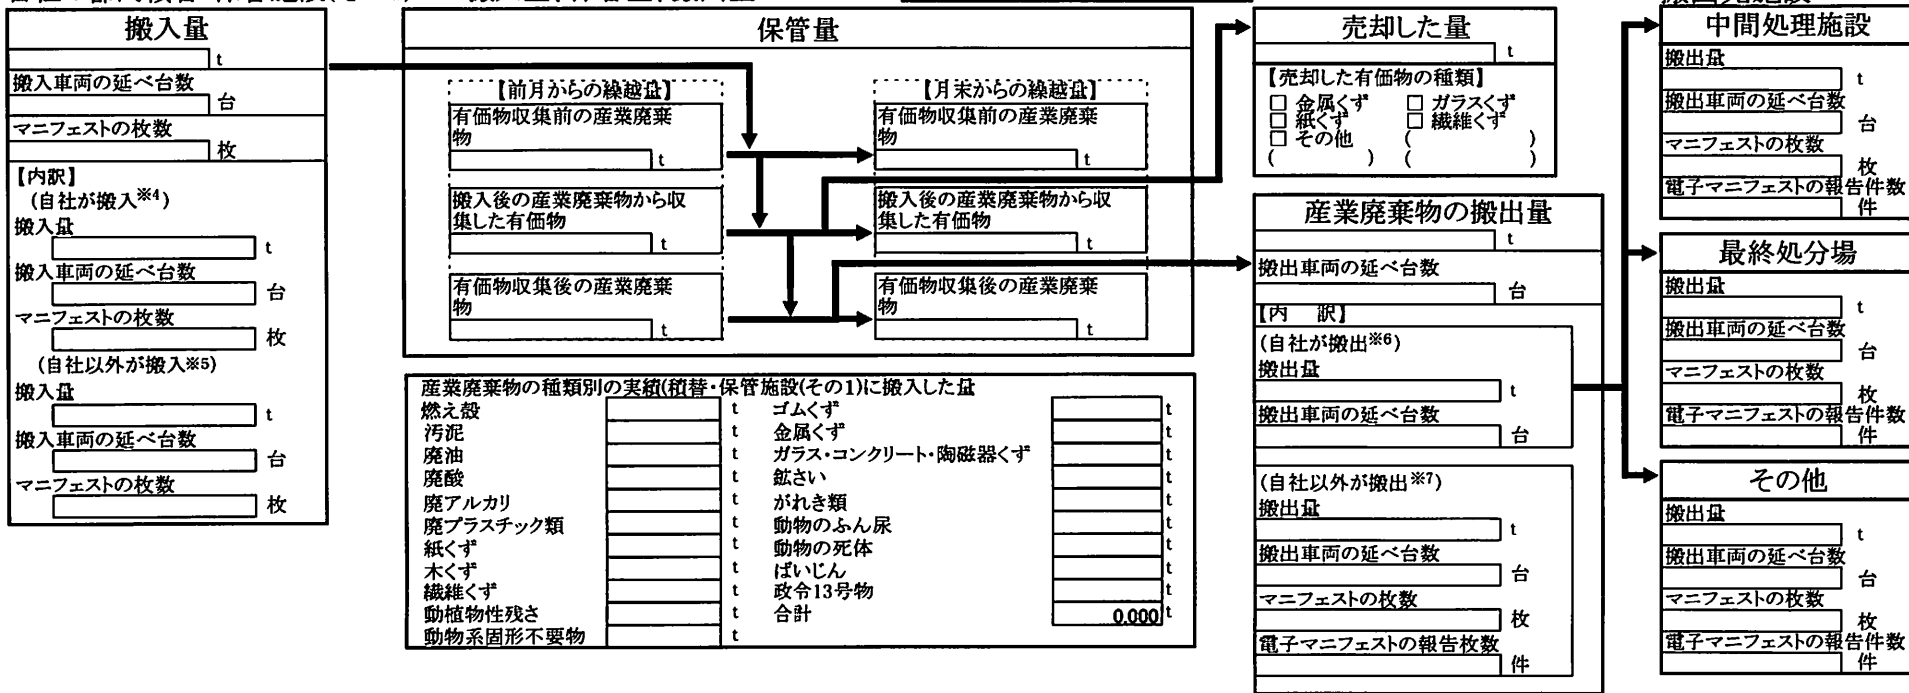 搬入量
t
搬入車両の延べ台数
台
マニフェストの枚数
枚
【内訳】
(自社が搬入※4)
搬入量
t
搬入車両の延べ台数
台
マニフェストの枚数
枚
(自社以外が搬入※5)
搬入量
t
搬入車両の延べ台数
台
マニフェストの枚数
枚
保管量
【前月からの繰越量】
有価物収集前の産業廃棄
物
t
搬入後の産業廃棄物から収
集した有価物
t
有価物収集後の産業廃棄
物
t
【月末からの繰越量】
有価物収集前の産業廃棄
物
t
搬入後の産業廃棄物から収
集した有価物
t
有価物収集後の産業廃棄
物
t
産業廃棄物の種類別の実績(積替・保管施設(その1)に搬入した量
燃え殻 t ゴムくず t
汚泥 t 金属くず t
廃油 t ガラス・コンクリート・陶磁器くず t
廃酸 t 鉱さい t
廃アルカリ t がれき類 t
廃プラスチック類 t 動物のふん尿 t
紙くず t 動物の死体 t
木くず t ばいじん t
繊維くず t 政令13号物 t
動植物性残さ t 合計 0.000 t
動物系固形不要物 t
売却した量
t
【売却した有価物の種類】
□ 金属くず □ ガラスくず
□ 紙くず □ 繊維くず
□ その他 ( )
( ) ( )
産業廃棄物の搬出量
t
搬出車両の延べ台数
台
【内 訳】
(自社が搬出※6)
搬出量
t
搬出車両の延べ台数
台
(自社以外が搬出※7)
搬出量
t
搬出車両の延べ台数
台
マニフェストの枚数
枚
電子マニフェストの報告枚数
件
中間処理施設
搬出量
t
搬出車両の延べ台数
台
マニフェストの枚数
枚
電子マニフェストの報告件数
件
最終処分場
搬出量
t
搬出車両の延べ台数
台
マニフェストの枚数
枚
電子マニフェストの報告件数
件
その他
搬出量
t
搬出車両の延べ台数
台
マニフェストの枚数
枚
電子マニフェストの報告件数
件